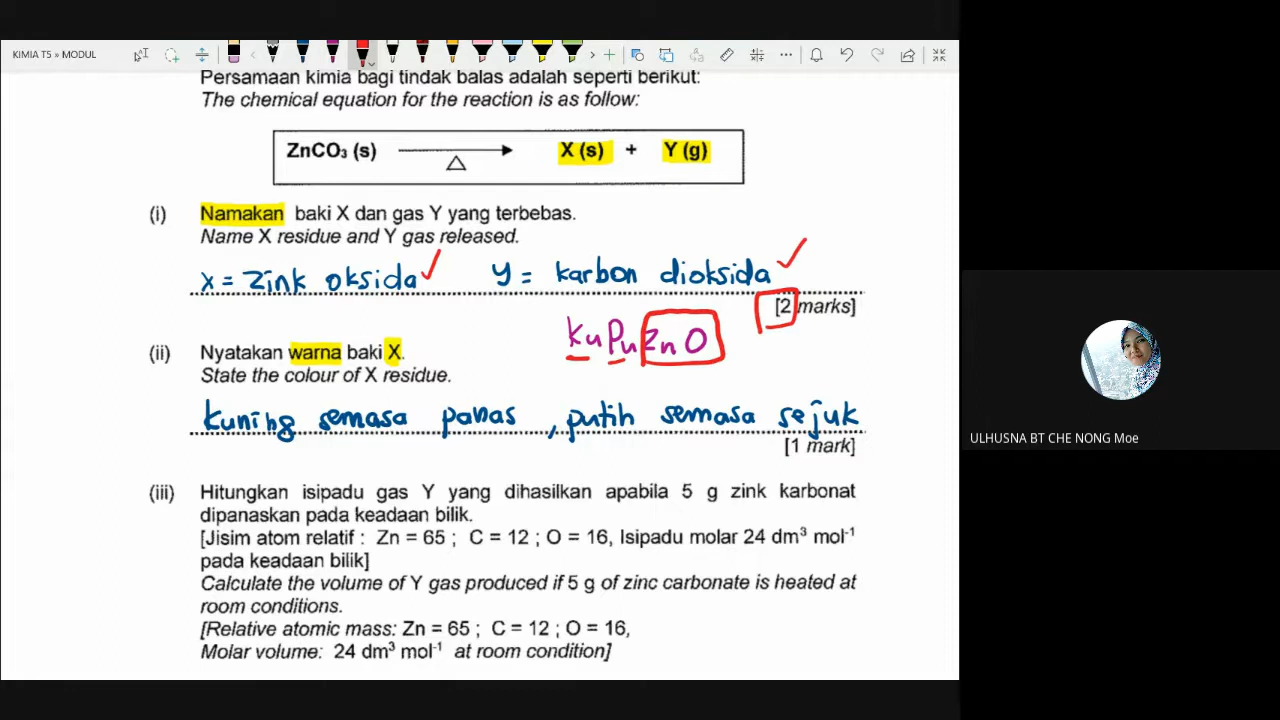 KIMIA T5 » MODUL
Persamaan kimia bagi tindak balas adalah seperti berikut:
The chemical equation for the reaction is as follow:
ZnCO₃ (s) → X (s) + Y (g)
△
(i) Namakan baki X dan gas Y yang terbebas.
Name X residue and Y gas released.
x = Zink oksida ✓ y = karbon dioksida ✓
[2 marks]
KuPuZnO
(ii) Nyatakan warna baki X.
State the colour of X residue.
Kuning semasa panas , putih semasa sejuk
[1 mark]
(iii) Hitungkan isipadu gas Y yang dihasilkan apabila 5 g zink karbonat
dipanaskan pada keadaan bilik.
[Jisim atom relatif : Zn = 65 ; C = 12 ; O = 16, Isipadu molar 24 dm³ mol⁻¹
pada keadaan bilik]
Calculate the volume of Y gas produced if 5 g of zinc carbonate is heated at
room conditions.
[Relative atomic mass: Zn = 65 ; C = 12 ; O = 16,
Molar volume: 24 dm³ mol⁻¹ at room condition]
ULHUSNA BT CHE NONG Moe